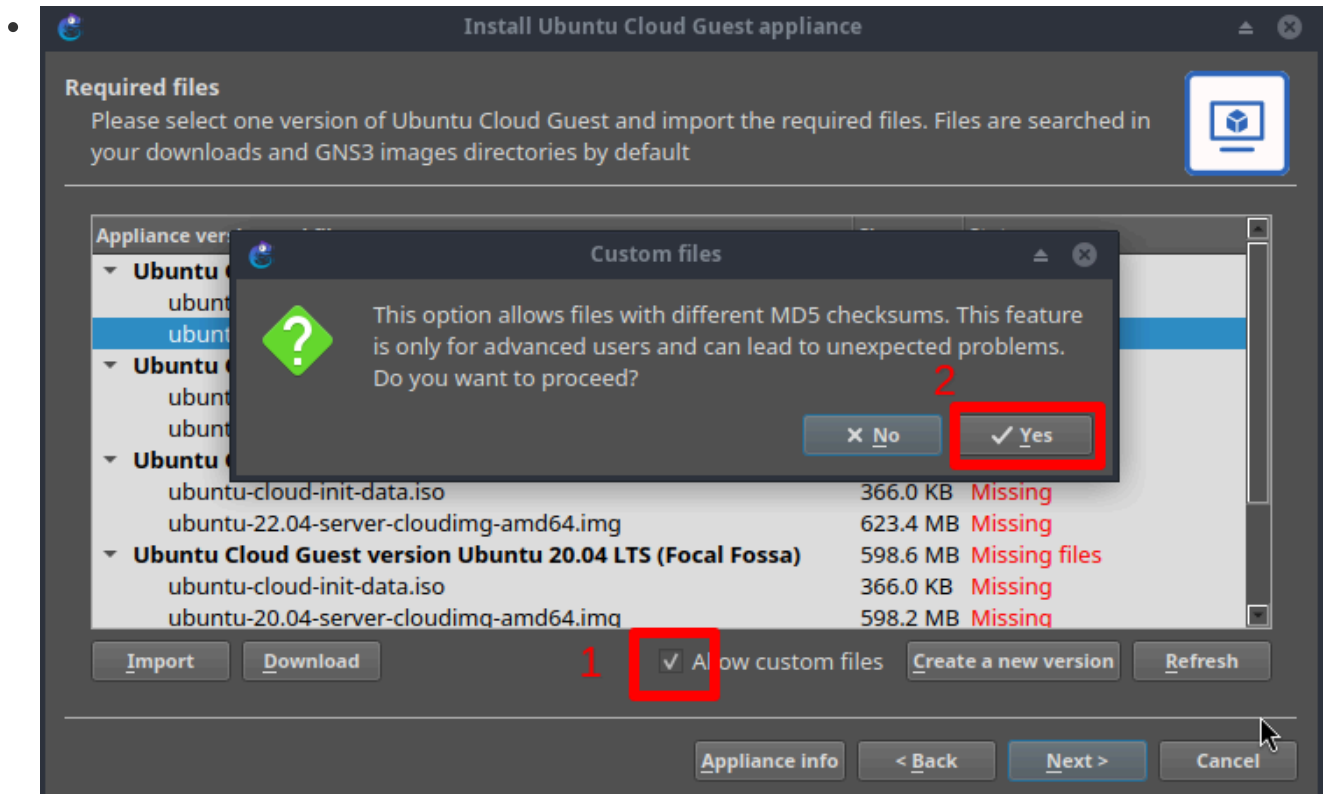 Install Ubuntu Cloud Guest appliance
Required files
Please select one version of Ubuntu Cloud Guest and import the required files. Files are searched in
your downloads and GNS3 images directories by default
Appliance
Custom files
Ubuntu
This option allows files with different MD5 checksums. This feature
is only for advanced users and can lead to unexpected problems.
Do you want to proceed?
Ubuntu
2
No Yes
Ubuntu
ubuntu-cloud-init-data.iso 366.0 KB Missing
ubuntu-22.04-server-cloudimg-amd64.img 623.4 MB Missing
Ubuntu Cloud Guest version Ubuntu 20.04 LTS (Focal Fossa) 598.6 MB Missing files
ubuntu-cloud-init-data.iso 366.0 KB Missing
ubuntu-20.04-server-cloudimg-amd64.img 598.2 MB Missing
Import Download 1 Allow custom files Create a new version Refresh
Appliance info < Back Next > Cancel